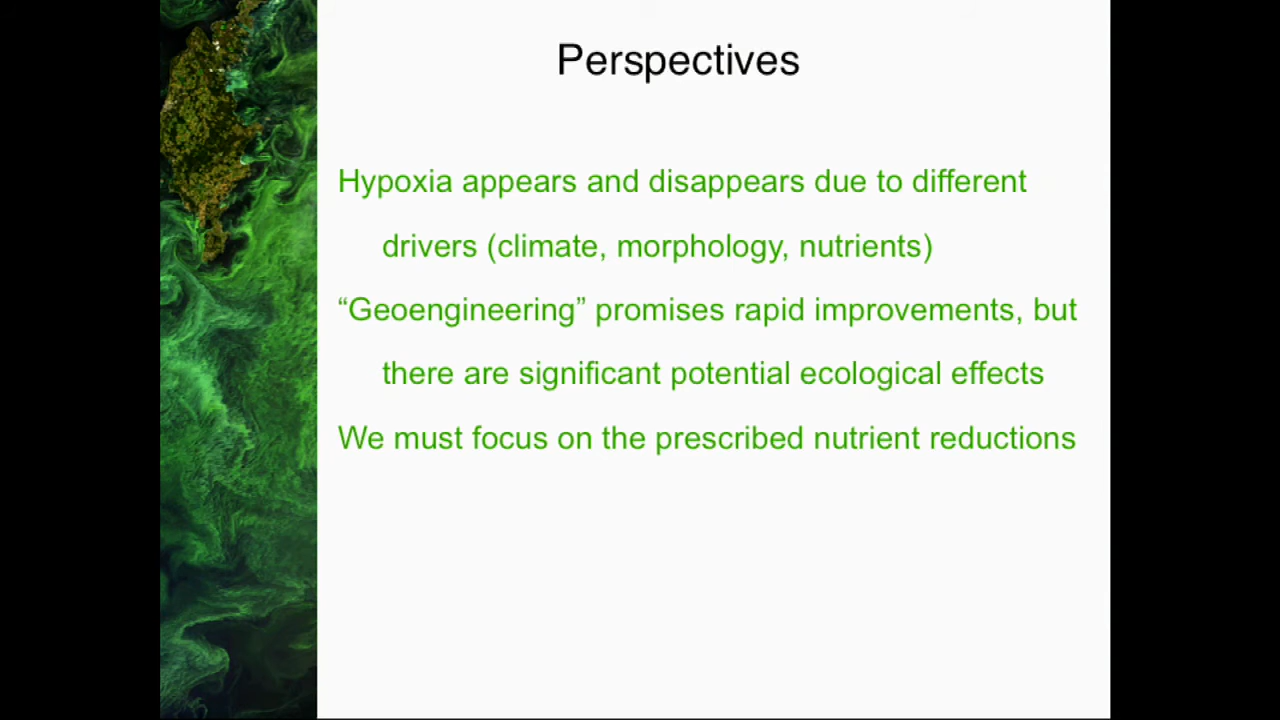 Perspectives
Hypoxia appears and disappears due to different
drivers (climate, morphology, nutrients)
“Geoengineering” promises rapid improvements, but
there are significant potential ecological effects
We must focus on the prescribed nutrient reductions